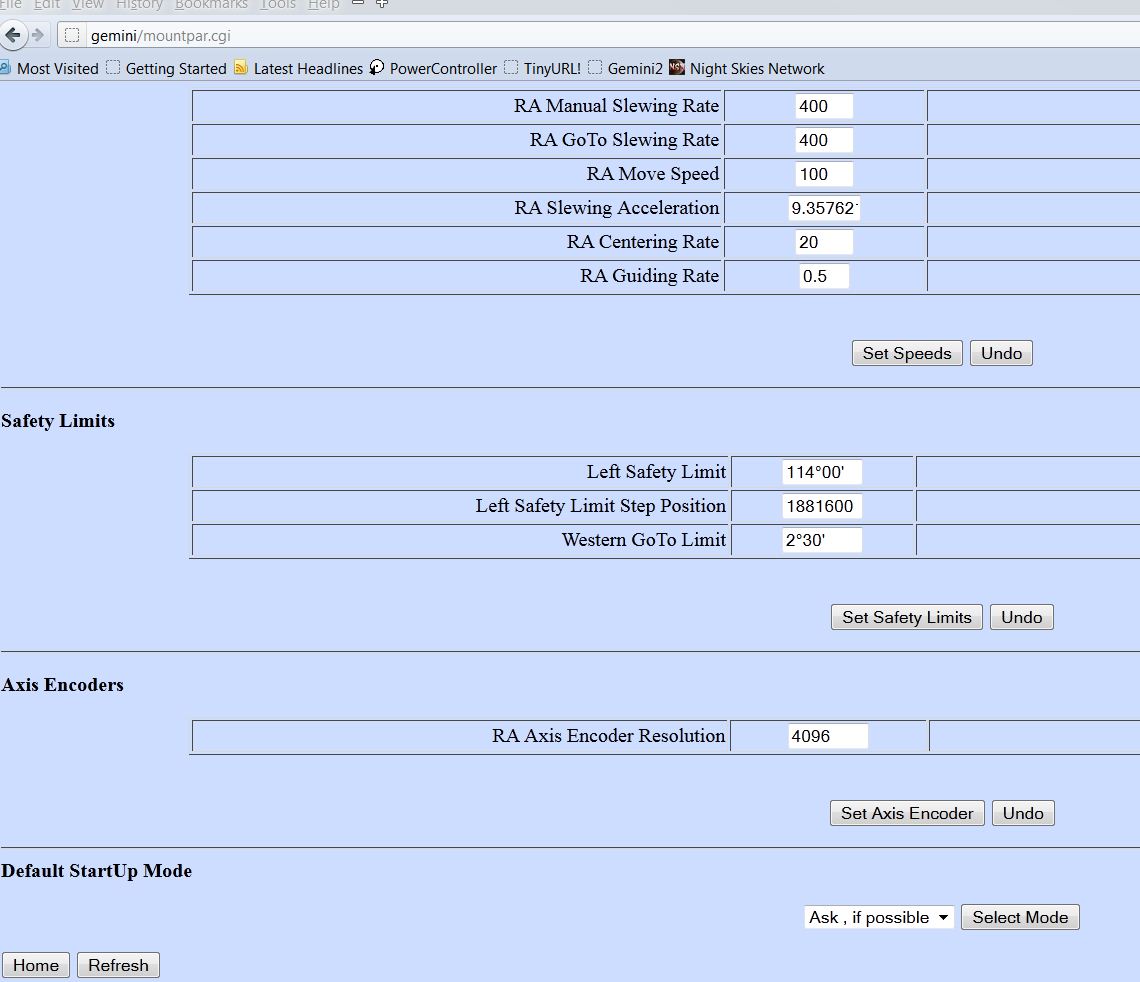 File Edit View History Bookmarks Tools Help
gemini/mountpar.cgi
Most Visited Getting Started Latest Headlines PowerController TinyURL! Gemini2 Night Skies Network
RA Manual Slewing Rate 400
RA GoTo Slewing Rate 400
RA Move Speed 100
RA Slewing Acceleration 9.35762
RA Centering Rate 20
RA Guiding Rate 0.5
Set Speeds Undo
Safety Limits
Left Safety Limit 114°00'
Left Safety Limit Step Position 1881600
Western GoTo Limit 2°30'
Set Safety Limits Undo
Axis Encoders
RA Axis Encoder Resolution 4096
Set Axis Encoder Undo
Default StartUp Mode
Ask , if possible Select Mode
Home Refresh